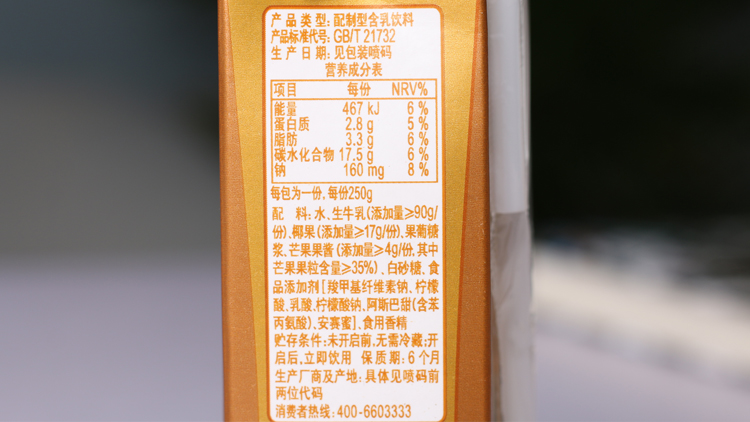 产品类型:配制型含乳饮料
产品标准代号:GB/T 21732
生产日期:见包装喷码
营养成分表
项目 每份 NRV%
能量 467 kJ 6 %
蛋白质 2.8 g 5 %
脂肪 3.3 g 6 %
碳水化合物 17.5 g 6 %
钠 160 mg 8 %
每包为一份,每份250g
配 料:水、生牛乳(添加量≥90g/
份)、椰果(添加量≥17g/份)、果葡糖
浆、芒果果酱(添加量≥4g/份,其中
芒果果粒含量≥35%)、白砂糖、食
品添加剂[羧甲基纤维素钠、柠檬
酸、乳酸、柠檬酸钠、阿斯巴甜(含苯
丙氨酸)、安赛蜜]、食用香精
贮存条件:未开启前,无需冷藏;开
启后,立即饮用 保质期:6个月
生产厂商及产地:具体见喷码前
两位代码
消费者热线:400-6603333